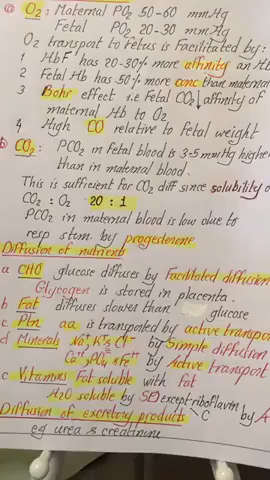 a O2 : Maternal PO2 50-60 mmHg
Fetal PO2 20-30 mmHg
O2 transport to Fetus is Facilitated by:
1 HbF has 20-30% more affinity an Hb
2 Fetal Hb has 50% more conc than maternal
3 Bohr effect i.e Fetal CO2↓ affinity of
maternal Hb to O2
4 High CO relative to fetal weight
b CO2 : PCO2 in fetal blood is 3-5 mmHg higher
than in maternal blood.
This is sufficient for CO2 diff since solubility o
CO2 : O2 20 : 1
PCO2 in maternal blood is low due to
resp stem. by progesterone
Diffusion of nutrients
a CHO glucose diffuses by Facilitated diffusion
Glycogen is stored in placenta.
b Fat diffuses slower than glucose
c Ptn aa is transpoted by active transpor
d Minerals Na+, K+ & Cl- by Simple diffusion
Ca++, PO4 & Fe++ by Active transport
c Vitamins Fat soluble with fat
H2O soluble by SD except riboflavin by A
C
Diffusion of excretory products
eg urea & creatinine